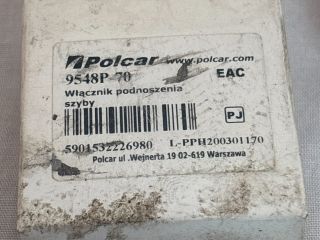 Polcar www.polcar.com
9548P-70 EAC
Włącznik podnoszenia
szyby
PJ
5901532226980 L-PPH200301170
Polcar ul .Wejnerta 19 02-619 Warszawa